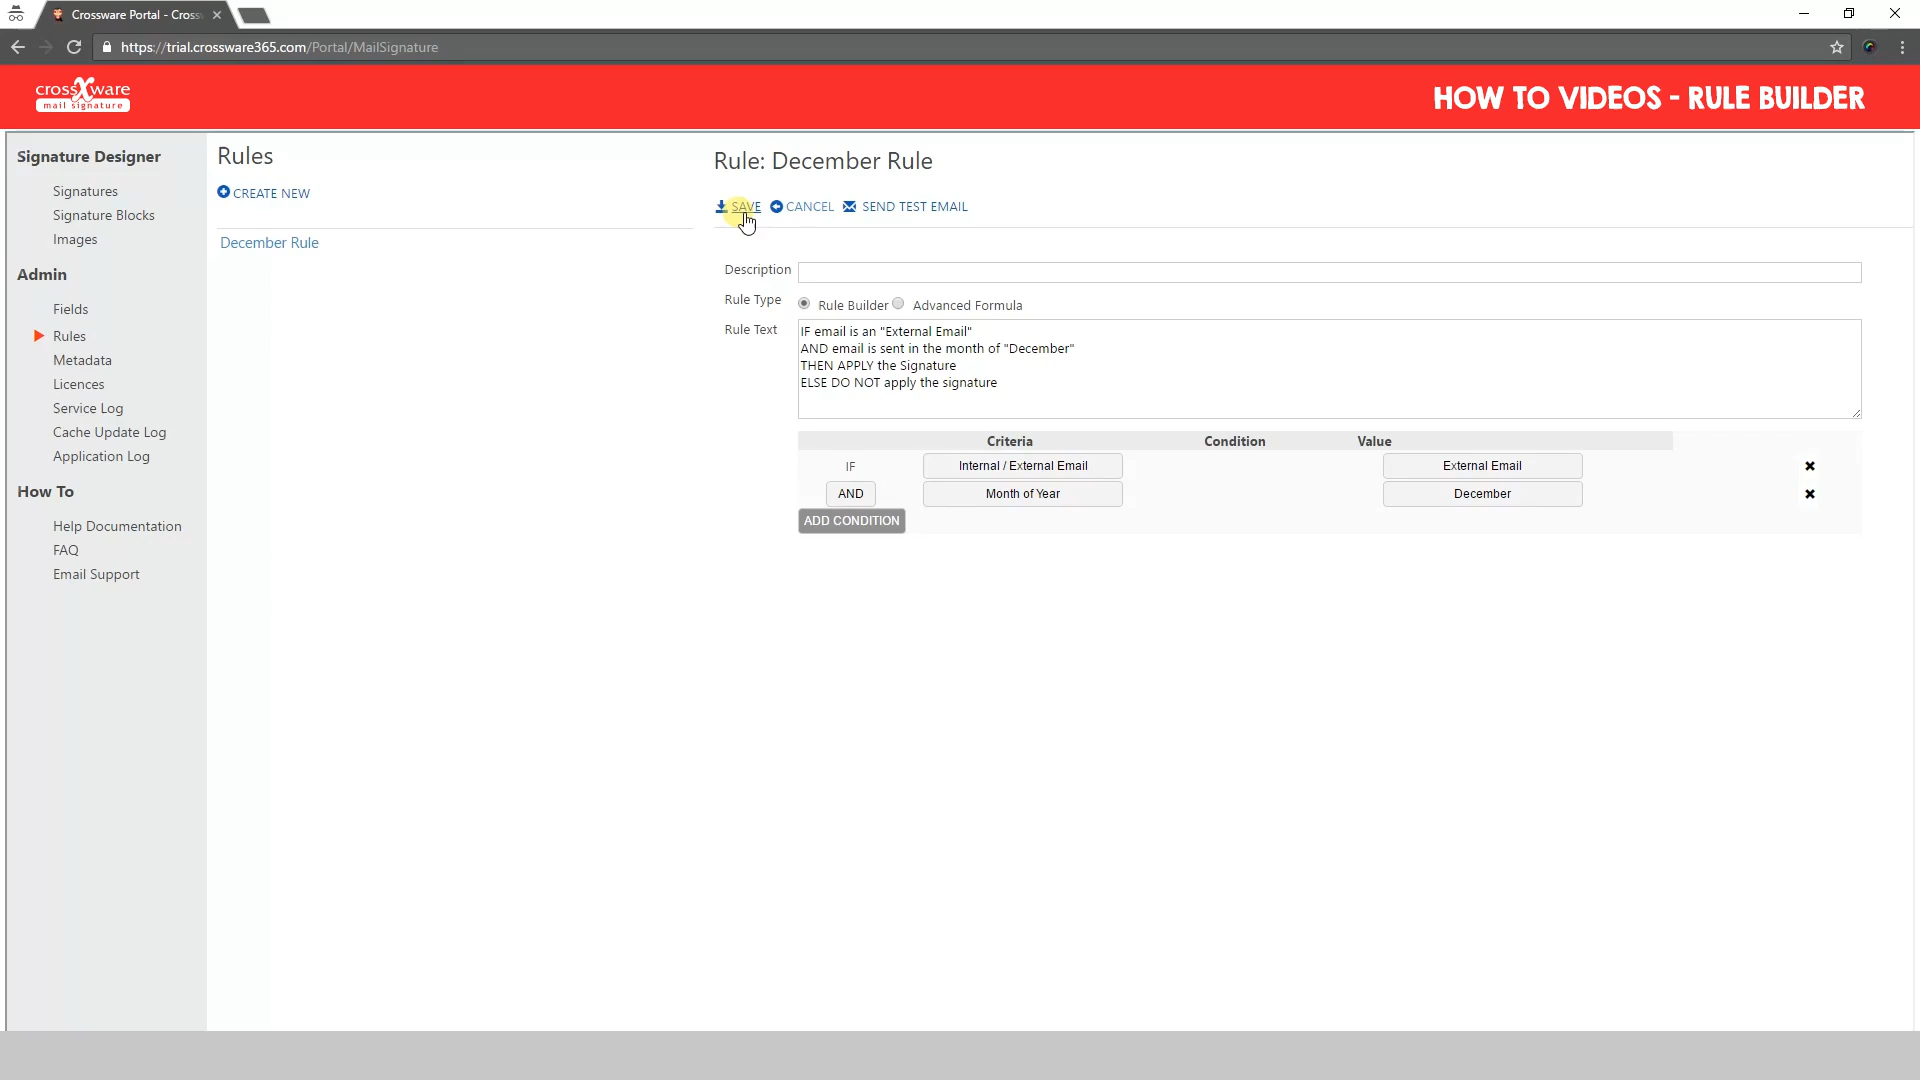 Crossware Portal - Cross
https://trial.crossware365.com/Portal/MailSignature
crossXware
mail signature
HOW TO VIDEOS - RULE BUILDER
Signature Designer
Signatures
Signature Blocks
Images
Admin
Fields
Rules
Metadata
Licences
Service Log
Cache Update Log
Application Log
How To
Help Documentation
FAQ
Email Support
Rules
CREATE NEW
December Rule
Rule: December Rule
SAVE CANCEL SEND TEST EMAIL
Description
Rule Type Rule Builder Advanced Formula
Rule Text
IF email is an "External Email"
AND email is sent in the month of "December"
THEN APPLY the Signature
ELSE DO NOT apply the signature
Criteria Condition Value
IF Internal / External Email External Email
AND Month of Year December
ADD CONDITION